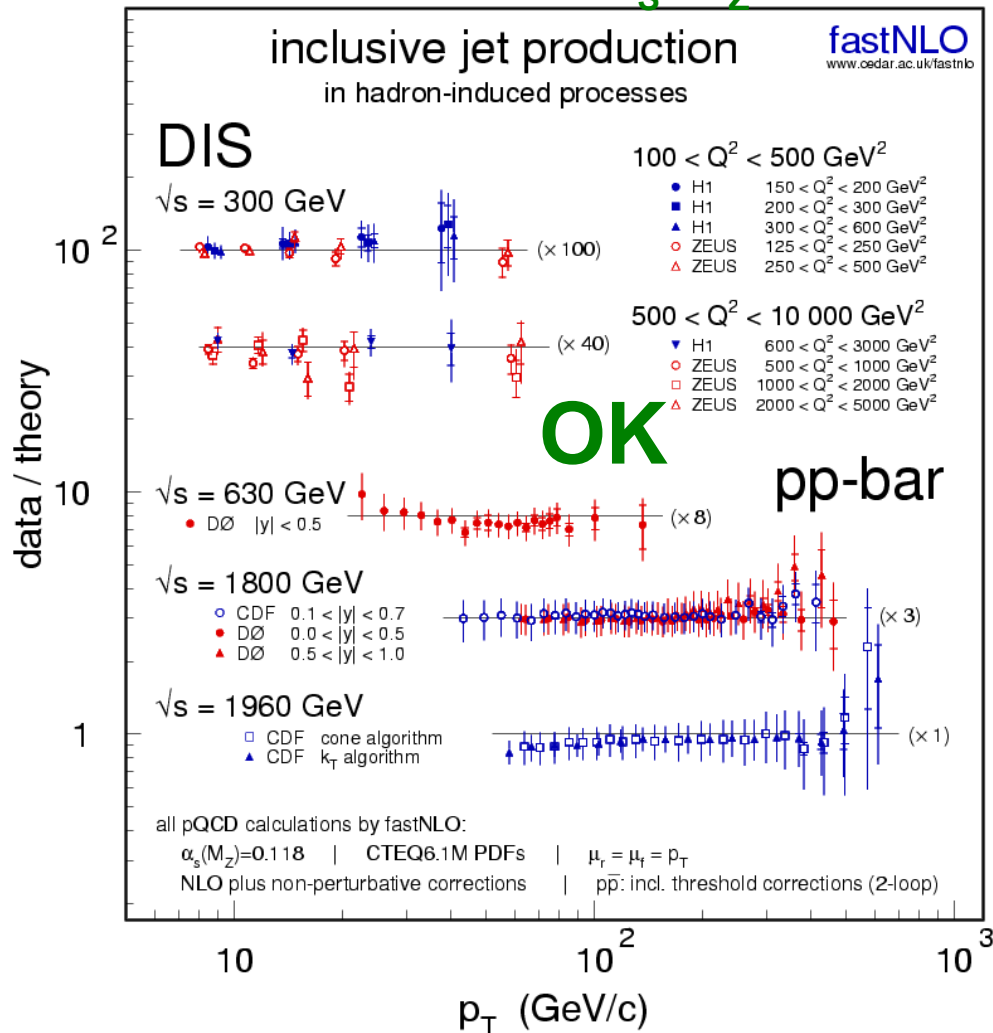 s z
inclusive jet production
in hadron-induced processes
fastNLO
www.cedar.ac.uk/fastnlo
DIS
√s = 300 GeV
100 < Q² < 500 GeV²
H1 150 < Q² < 200 GeV²
H1 200 < Q² < 300 GeV²
H1 300 < Q² < 600 GeV²
ZEUS 125 < Q² < 250 GeV²
ZEUS 250 < Q² < 500 GeV²
(× 100)
500 < Q² < 10 000 GeV²
H1 600 < Q² < 3000 GeV²
ZEUS 500 < Q² < 1000 GeV²
ZEUS 1000 < Q² < 2000 GeV²
ZEUS 2000 < Q² < 5000 GeV²
(× 40)
OK
pp-bar
√s = 630 GeV
DØ |y| < 0.5
(× 8)
√s = 1800 GeV
CDF 0.1 < |y| < 0.7
DØ 0.0 < |y| < 0.5
DØ 0.5 < |y| < 1.0
(× 3)
√s = 1960 GeV
CDF cone algorithm
CDF k_T algorithm
(× 1)
all pQCD calculations by fastNLO:
α_s(M_Z)=0.118 | CTEQ6.1M PDFs | μ_r = μ_f = p_T
NLO plus non-perturbative corrections | pp̅: incl. threshold corrections (2-loop)
data / theory
10²
10
1
10 10² 10³
p_T (GeV/c)